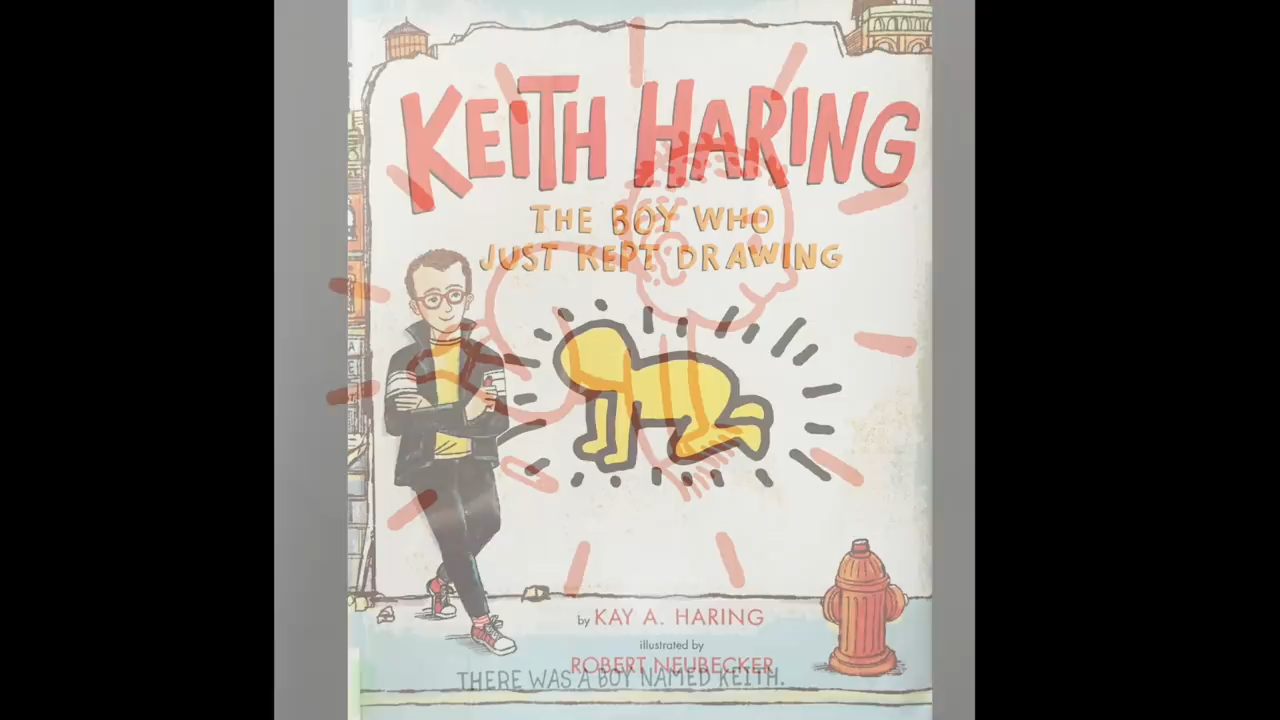 KEITH HARING
THE BOY WHO
JUST KEPT DRAWING
by KAY A. HARING
illustrated by
ROBERT NEUBECKER
THERE WAS A BOY NAMED KEITH.